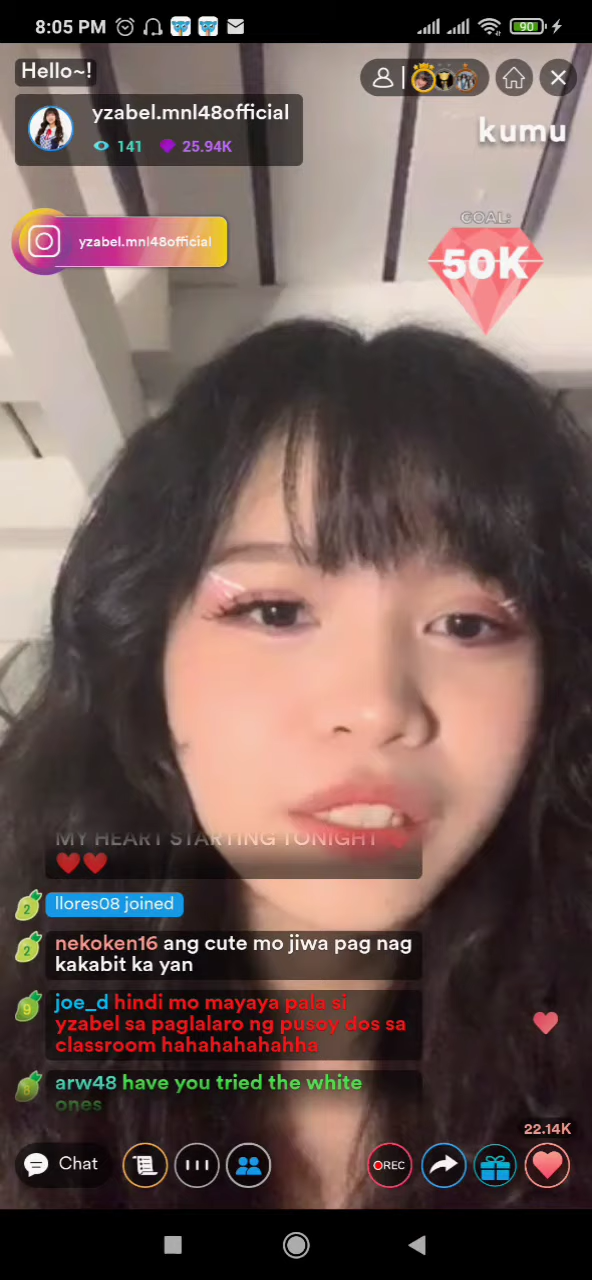 8:05 PM
90
Hello~!
yzabel.mnl48official
141
25.94K
kumu
yzabel.mnl48official
GOAL:
50K
MY HEART STARTING TONIGHT
2
llores08 joined
2
nekoken16 ang cute mo jiwa pag nag
kakabit ka yan
9
joe_d hindi mo mayaya pala si
yzabel sa paglalaro ng pusoy dos sa
classroom hahahahahahha
arw48 have you tried the white
ones
22.14K
Chat
REC